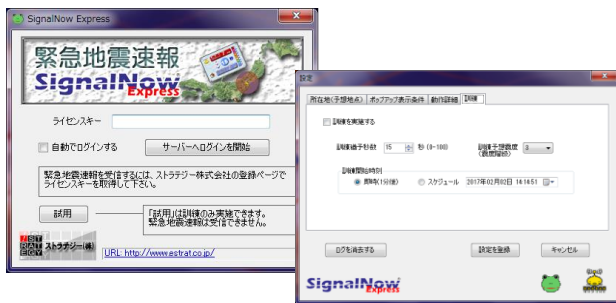 SignalNow Express
緊急地震速報
SignalNow
Express
ライセンスキー
自動でログインする
サーバーへログインを開始
緊急地震速報を受信するには、ストラテジー株式会社の登録ページで
ライセンスキーを取得して下さい。
試用
「試用」は訓練のみ実施できます。
緊急地震速報は受信できません。
ストラテジー(株)
URL: http://www.estrat.co.jp/
設定
所在地(予想地点) ポップアップ表示条件 動作詳細 訓練
訓練を実施する
訓練猶予秒数 15 秒 (0-100)
訓練予想震度 3
(震度階級)
訓練開始時刻
即時(1分後) スケジュール 2017年02月02日 14:14:51
ログを消去する 設定を登録 キャンセル
SignalNow
Express